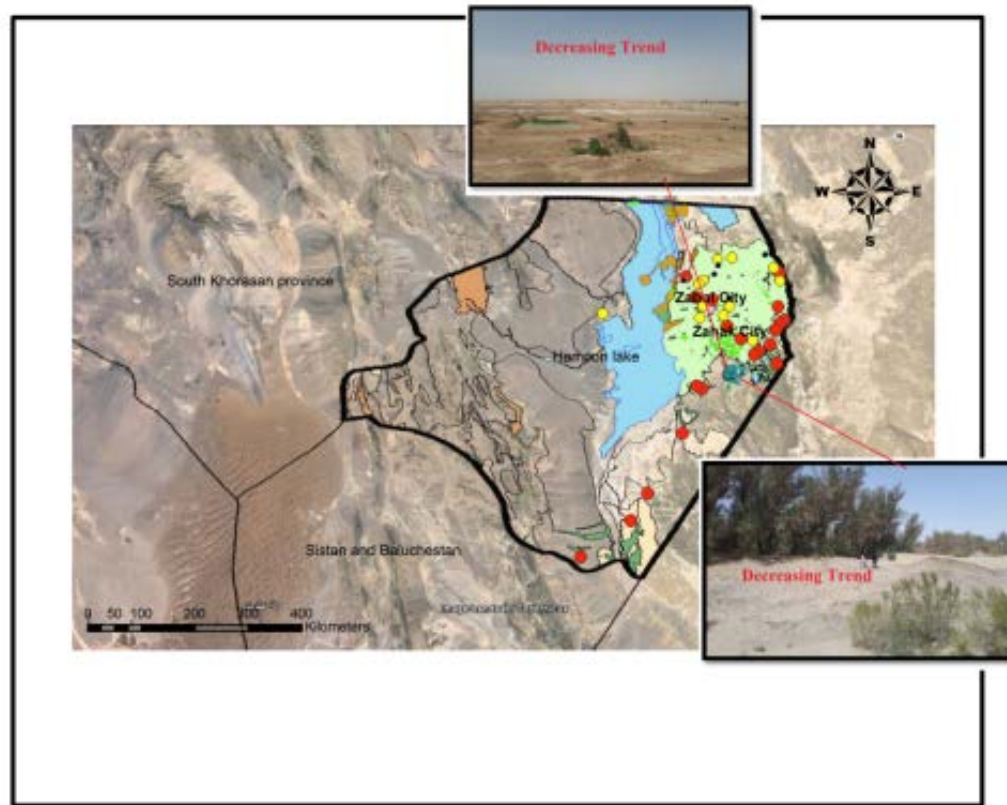 Decreasing Trend
N
W E
S
South Khorasan province
Zabol City
Zahak City
Hamoon lake
Sistan and Baluchestan
Decreasing Trend
0 50 100 200 300 400
Kilometers